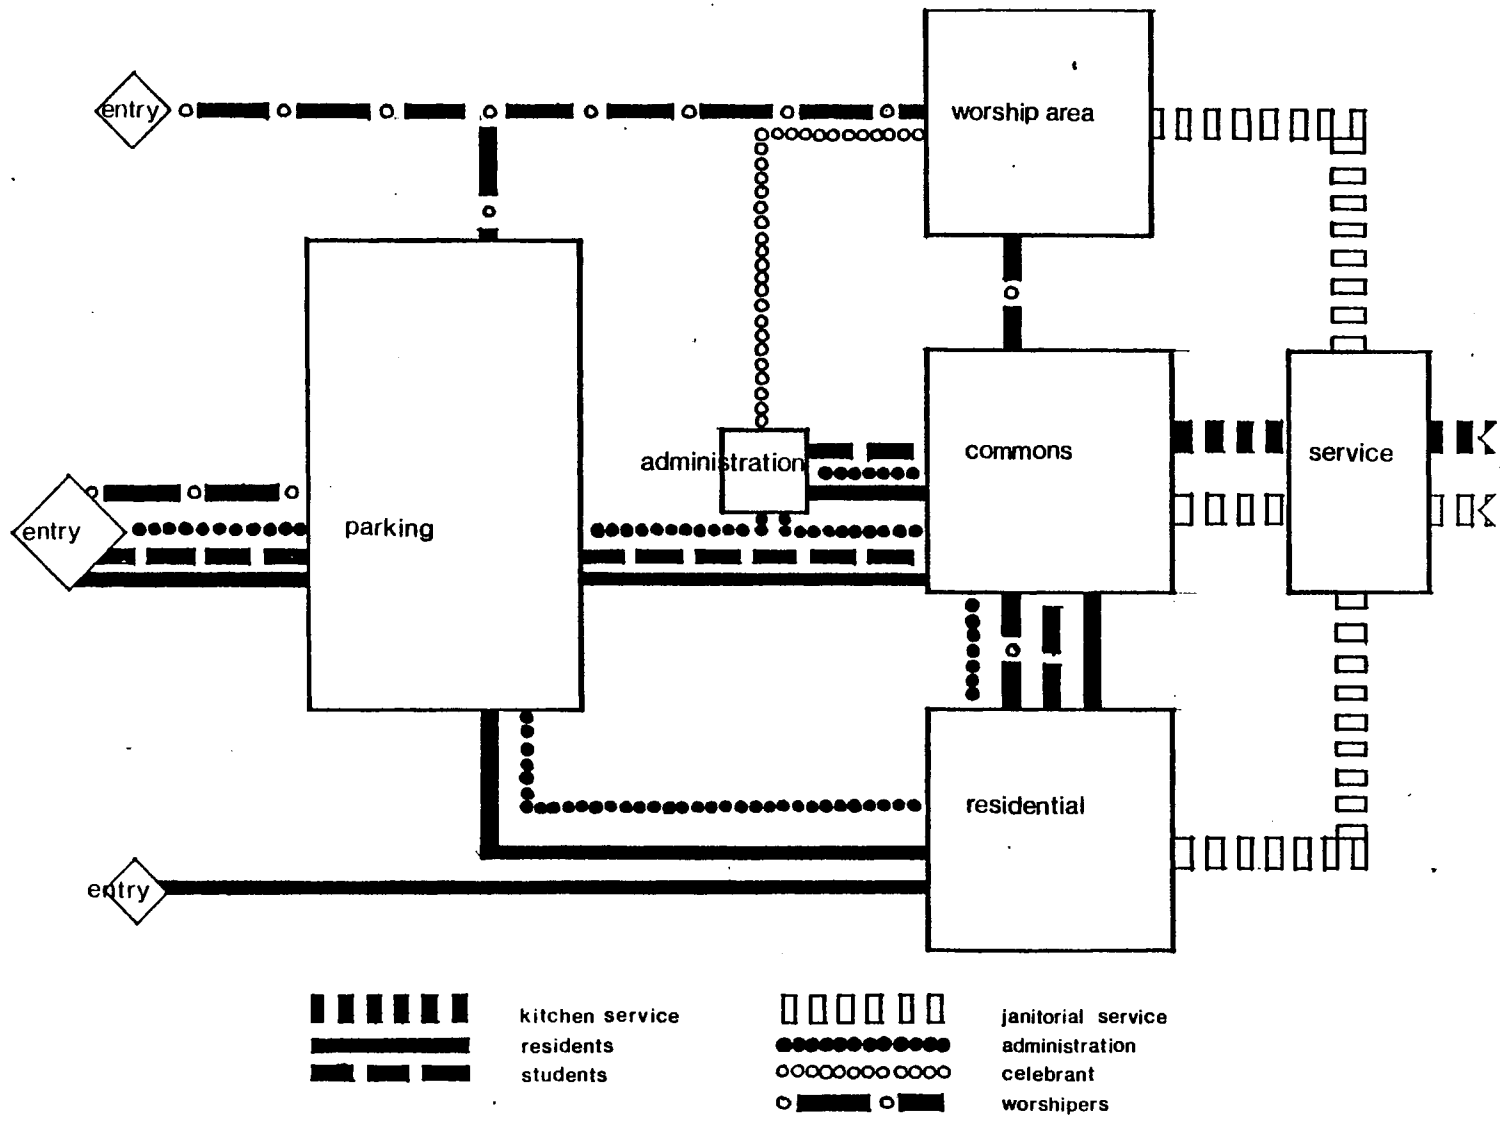 entry
worship area
administration
commons
service
entry
parking
residential
entry
kitchen service
janitorial service
residents
administration
students
celebrant
worshipers